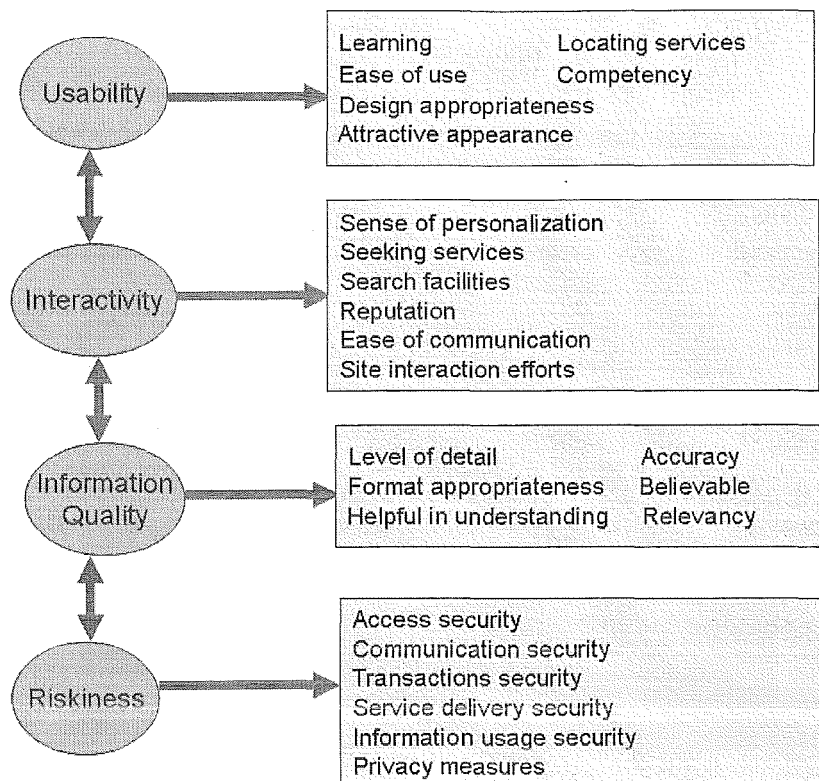 Usability
Learning Locating services
Ease of use Competency
Design appropriateness
Attractive appearance
Interactivity
Sense of personalization
Seeking services
Search facilities
Reputation
Ease of communication
Site interaction efforts
Information
Quality
Level of detail Accuracy
Format appropriateness Believable
Helpful in understanding Relevancy
Riskiness
Access security
Communication security
Transactions security
Service delivery security
Information usage security
Privacy measures